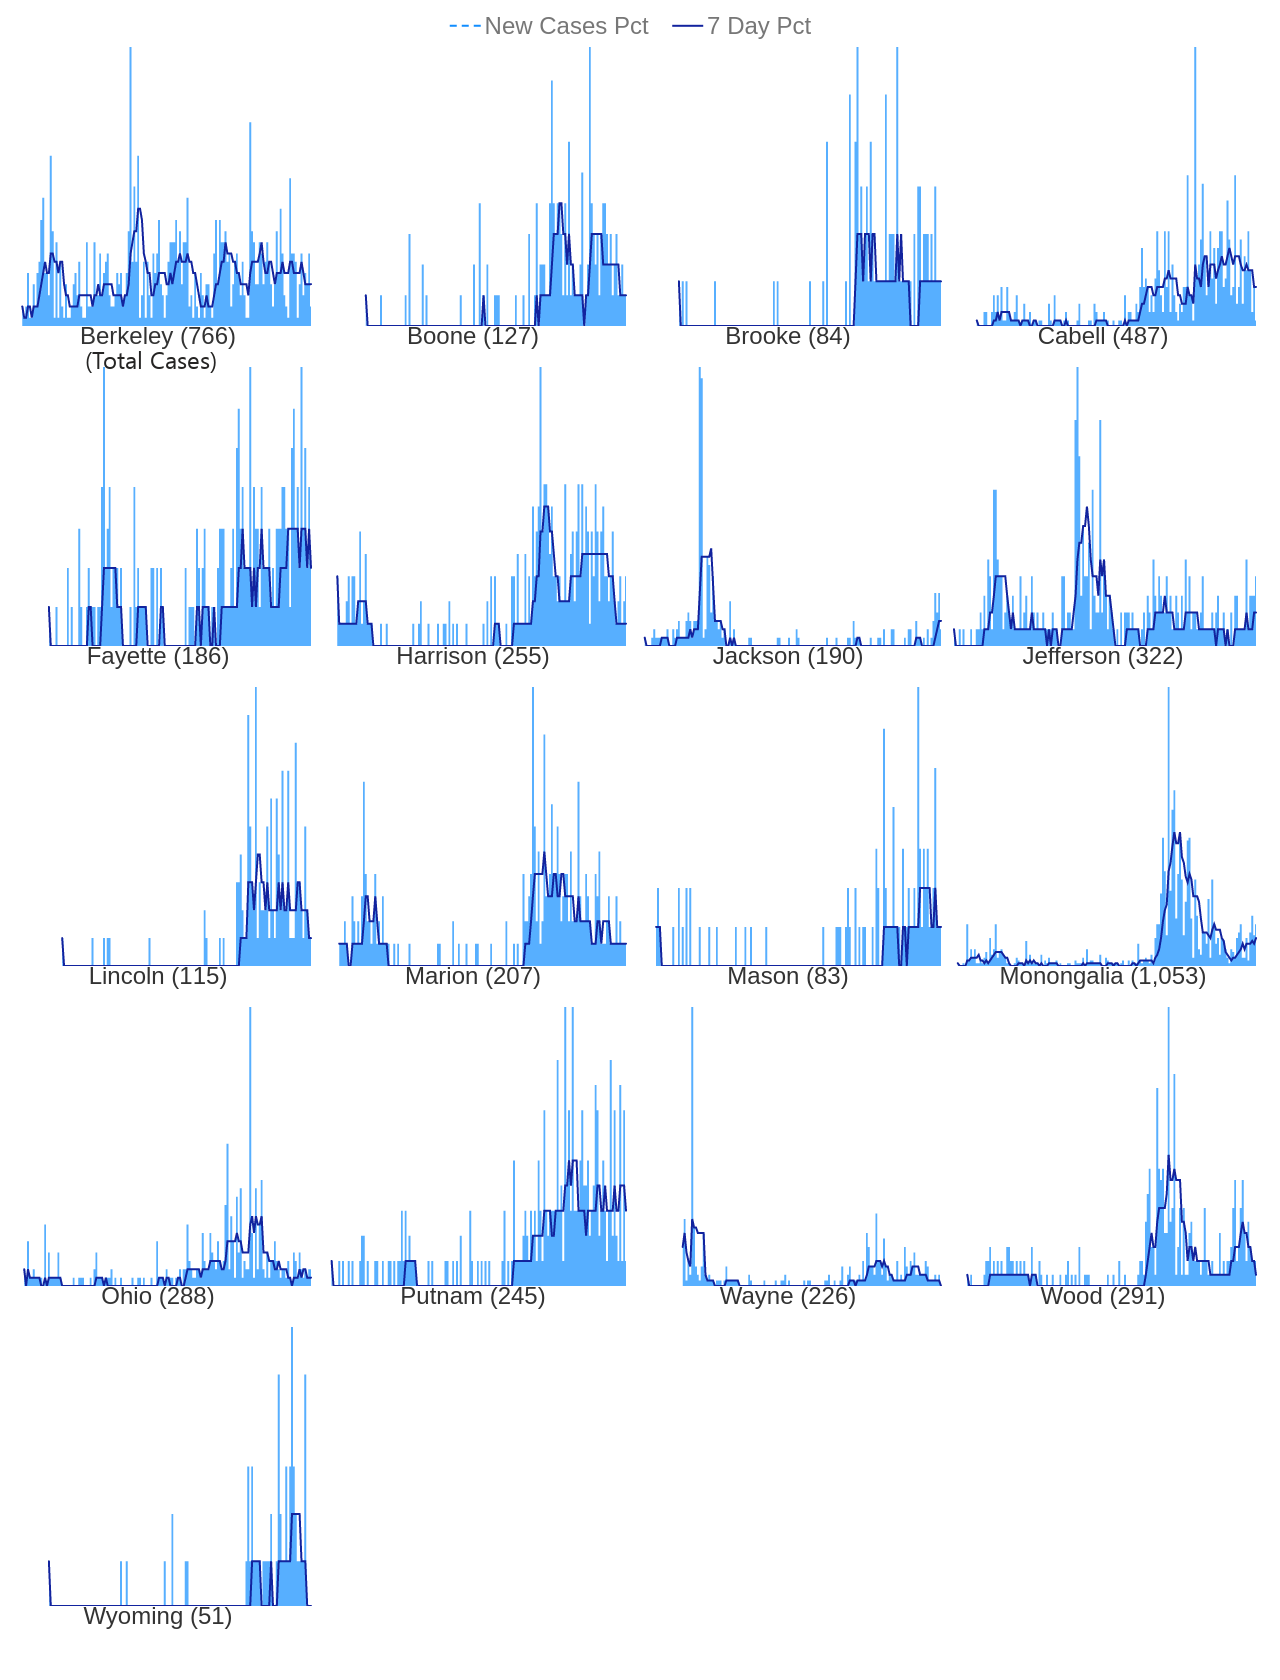 New Cases Pct 7 Day Pct
Berkeley (766) Boone (127) Brooke (84) Cabell (487)
(Total Cases)
Fayette (186) Harrison (255) Jackson (190) Jefferson (322)
Lincoln (115) Marion (207) Mason (83) Monongalia (1,053)
Ohio (288) Putnam (245) Wayne (226) Wood (291)
Wyoming (51)